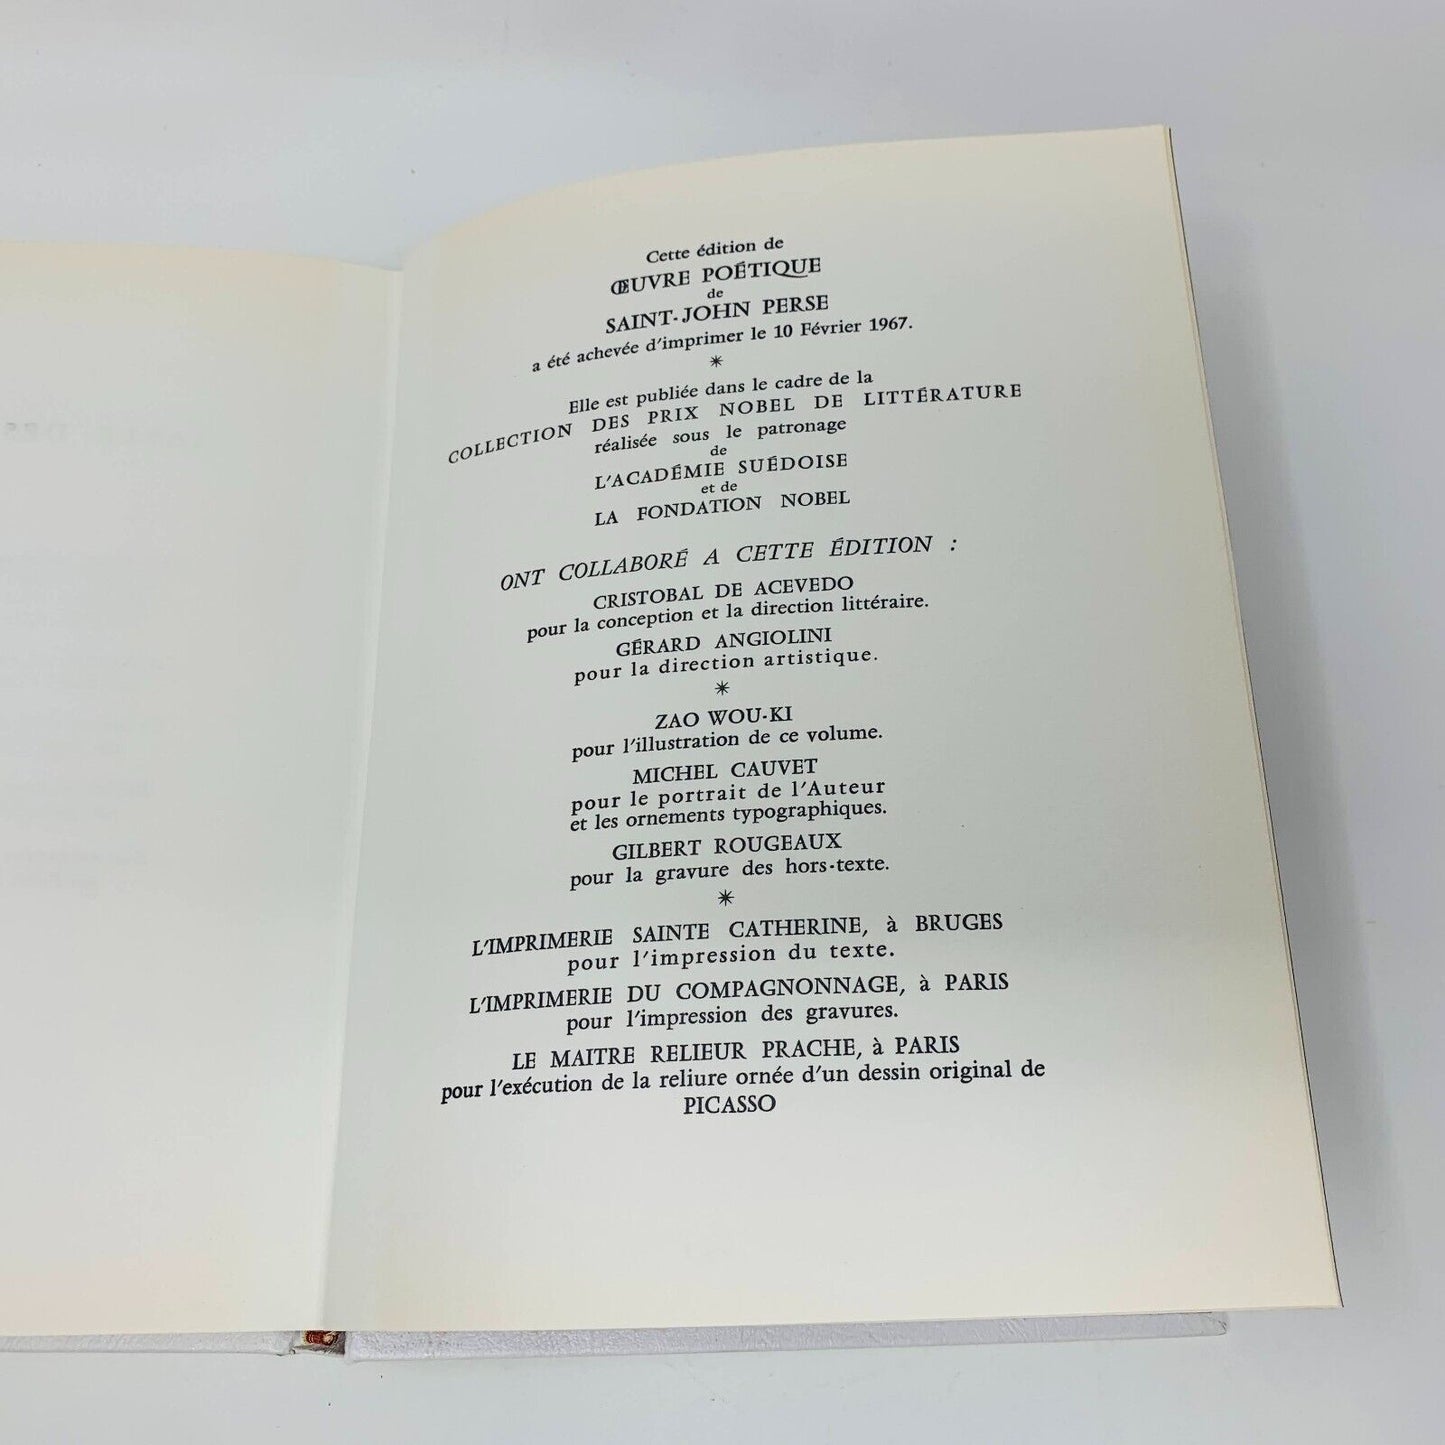 Cette édition de
ŒUVRE POÉTIQUE
de
SAINT-JOHN PERSE
a été achevée d'imprimer le 10 Février 1967.
*
Elle est publiée dans le cadre de la
COLLECTION DES PRIX NOBEL DE LITTÉRATURE
réalisée sous le patronage
de
L'ACADÉMIE SUÉDOISE
et de
LA FONDATION NOBEL
ONT COLLABORÉ A CETTE ÉDITION :
CRISTOBAL DE ACEVEDO
pour la conception et la direction littéraire.
GÉRARD ANGIOLINI
pour la direction artistique.
*
ZAO WOU-KI
pour l'illustration de ce volume.
MICHEL CAUVET
pour le portrait de l'Auteur
et les ornements typographiques.
GILBERT ROUGEAUX
pour la gravure des hors-texte.
*
L'IMPRIMERIE SAINTE CATHERINE, à BRUGES
pour l'impression du texte.
L'IMPRIMERIE DU COMPAGNONNAGE, à PARIS
pour l'impression des gravures.
LE MAITRE RELIEUR PRACHE, à PARIS
pour l'exécution de la reliure ornée d'un dessin original de
PICASSO